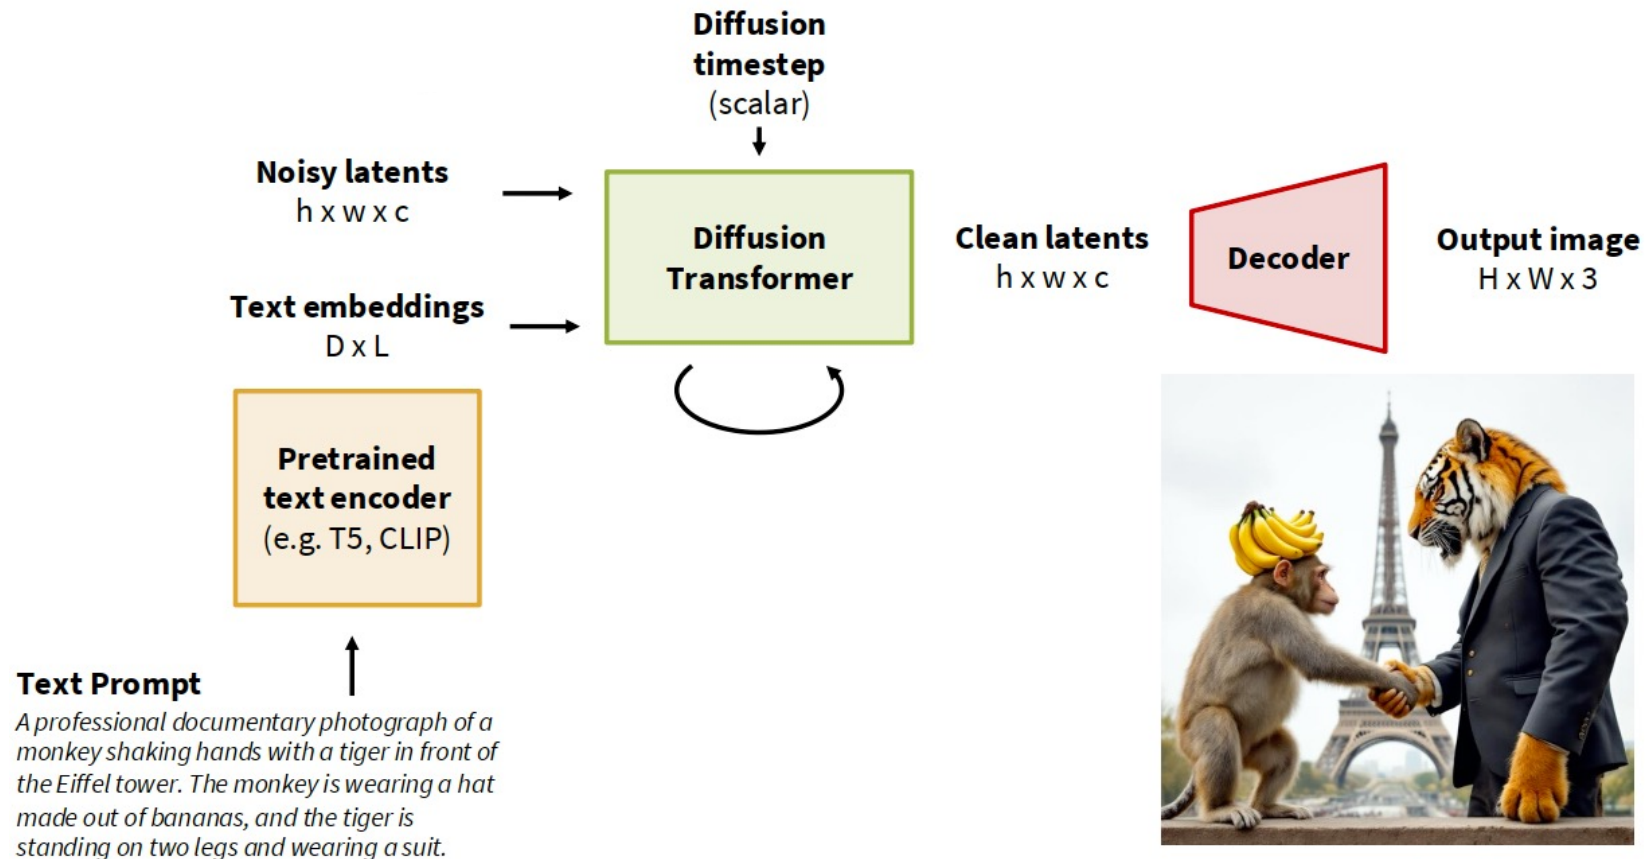 Diffusion
timestep
(scalar)
Noisy latents
h x w x c
Text embeddings
D x L
Diffusion
Transformer
Clean latents
h x w x c
Decoder
Output image
H x W x 3
Pretrained
text encoder
(e.g. T5, CLIP)
Text Prompt
A professional documentary photograph of a
monkey shaking hands with a tiger in front of
the Eiffel tower. The monkey is wearing a hat
made out of bananas, and the tiger is
standing on two legs and wearing a suit.